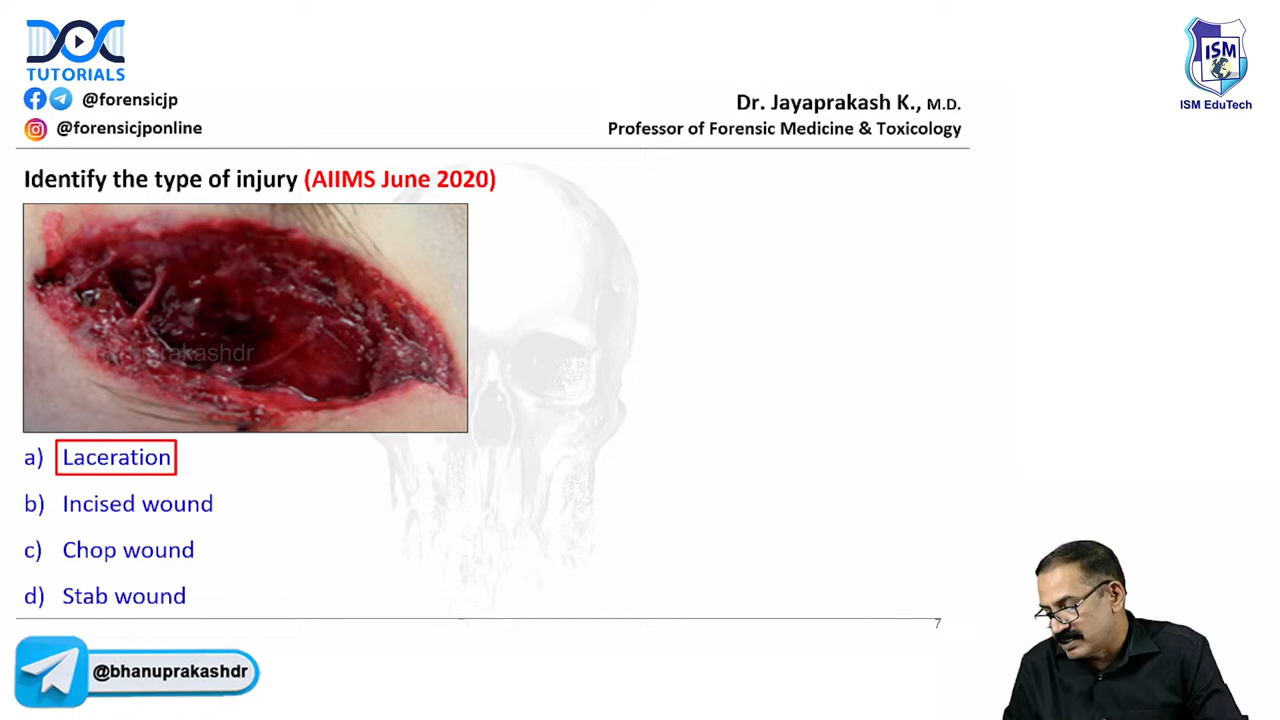 DOC
TUTORIALS
@forensicjp
@forensicjponline
ISM
ISM EduTech
Dr. Jayaprakash K., M.D.
Professor of Forensic Medicine & Toxicology
Identify the type of injury (AIIMS June 2020)
a) Laceration
b) Incised wound
c) Chop wound
d) Stab wound
7
@bhanuprakashdr